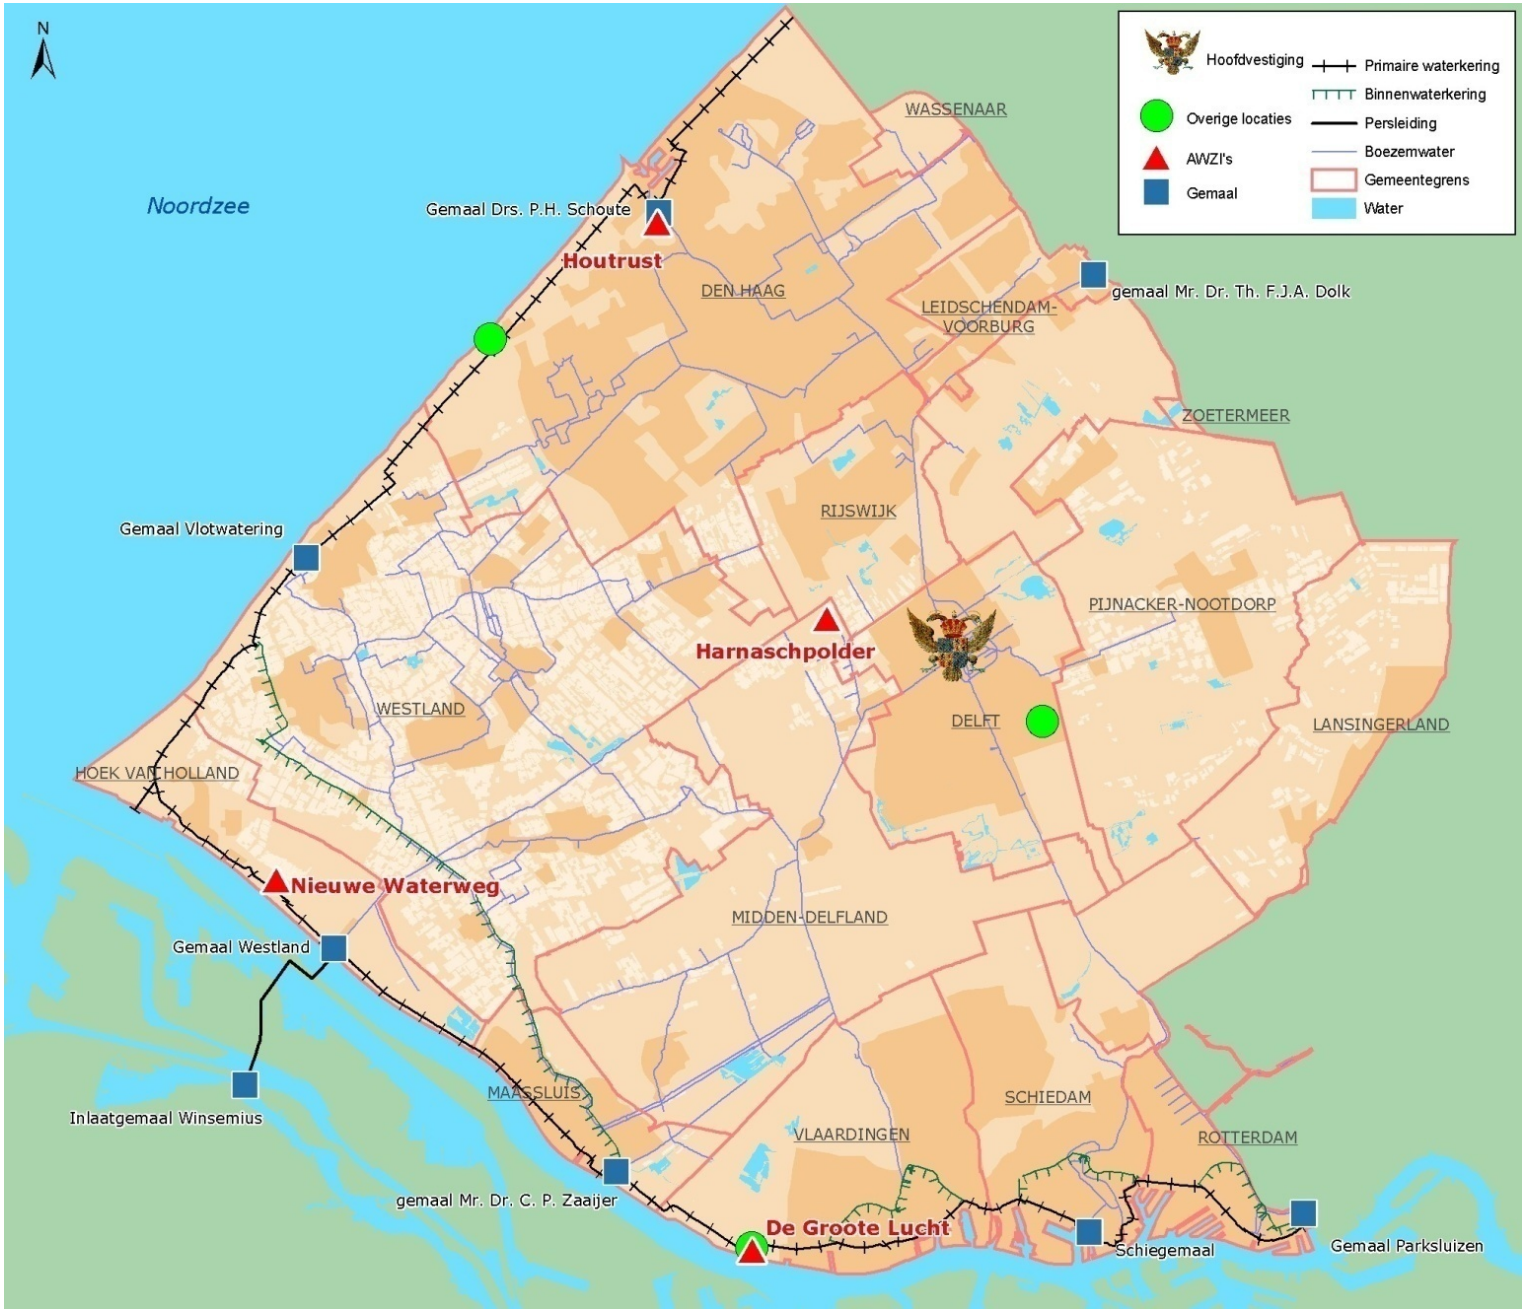 N
Hoofdvestiging
Overige locaties
AWZI's
Gemaal
Primaire waterkering
Binnenwaterkering
Persleiding
Boezemwater
Gemeentegrens
Water
WASSENAAR
Noordzee
Gemaal Drs. P.H. Schoute
Houtrust
DEN HAAG
gemaal Mr. Dr. Th. F.J.A. Dolk
LEIDSCHENDAM-
VOORBURG
ZOETERMEER
RIJSWIJK
Gemaal Vlotwatering
PIJNACKER-NOOTDORP
Harnaschpolder
WESTLAND
DELFT
LANSINGERLAND
HOEK VAN HOLLAND
Nieuwe Waterweg
MIDDEN-DELFLAND
Gemaal Westland
MAASSLUIS
SCHIEDAM
Inlaatgemaal Winsemius
VLAARDINGEN
ROTTERDAM
gemaal Mr. Dr. C. P. Zaaijer
De Groote Lucht
Schiegemaal
Gemaal Parksluizen